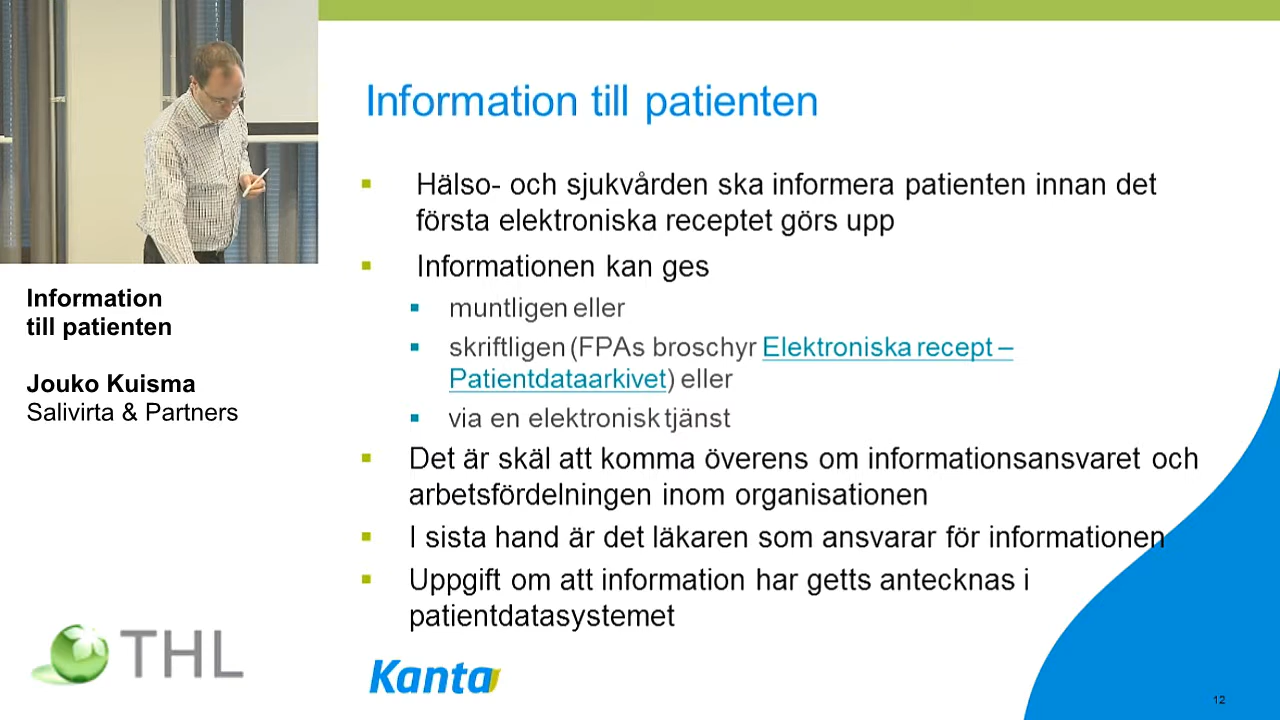 Information till patienten
Hälso- och sjukvården ska informera patienten innan det
första elektroniska receptet görs upp
Informationen kan ges
muntligen eller
skriftligen (FPAs broschyr Elektroniska recept –
Patientdataarkivet) eller
via en elektronisk tjänst
Det är skäl att komma överens om informationsansvaret och
arbetsfördelningen inom organisationen
I sista hand är det läkaren som ansvarar för informationen
Uppgift om att information har getts antecknas i
patientdatasystemet
Information
till patienten
Jouko Kuisma
Salivirta & Partners
THL
Kanta
12